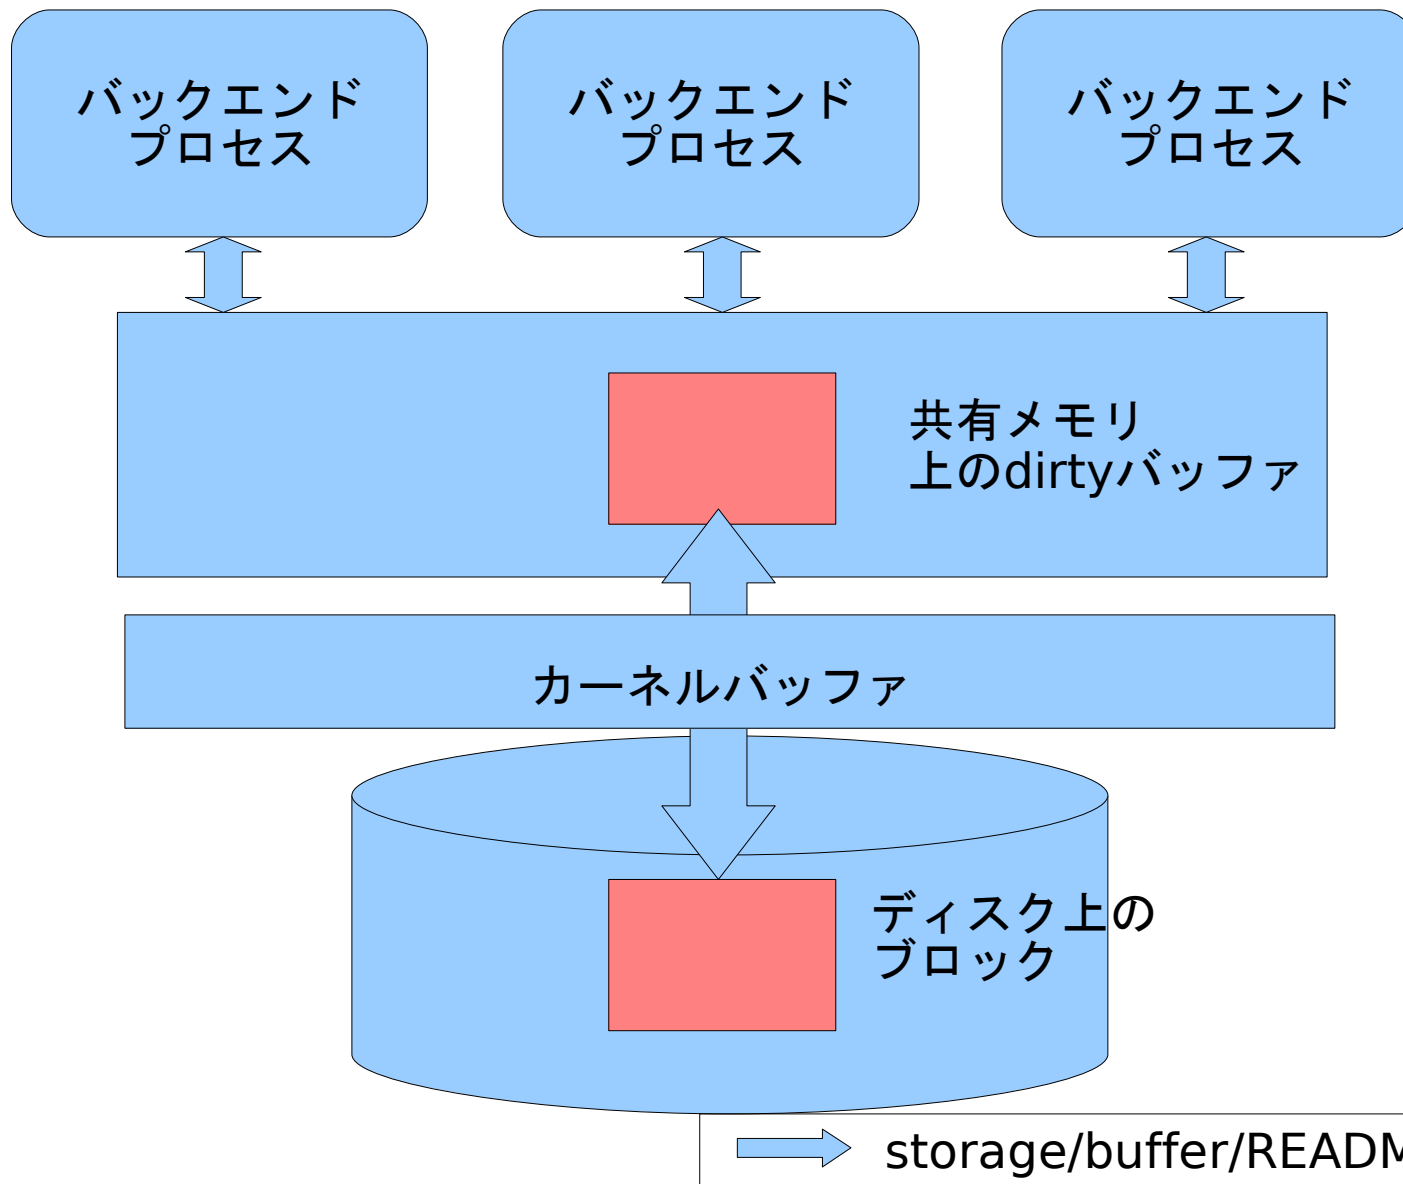 バックエンド
プロセス
バックエンド
プロセス
バックエンド
プロセス
共有メモリ
上のdirtyバッファ
カーネルバッファ
ディスク上の
ブロック
storage/buffer/READM